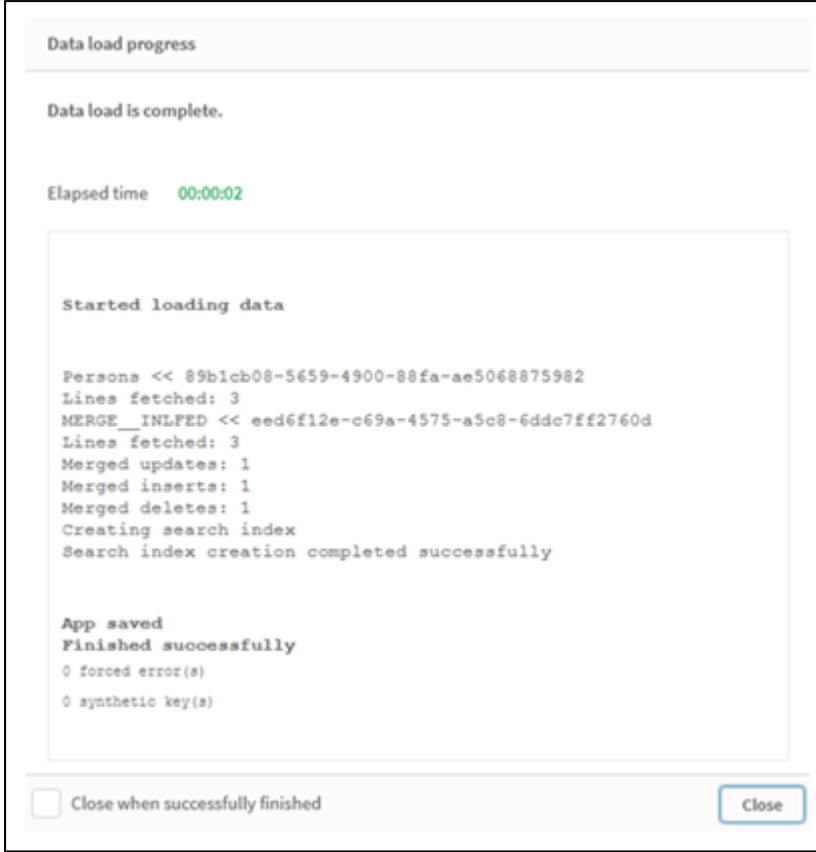 Data load progress
Data load is complete.
Elapsed time 00:00:02
Started loading data
Persons << 89b1cb08-5659-4900-88fa-ae5068875982
Lines fetched: 3
MERGE__INLFED << eed6f12e-c69a-4575-a5c8-6ddc7ff2760d
Lines fetched: 3
Merged updates: 1
Merged inserts: 1
Merged deletes: 1
Creating search index
Search index creation completed successfully
App saved
Finished successfully
0 forced error(s)
0 synthetic key(s)
Close when successfully finished
Close